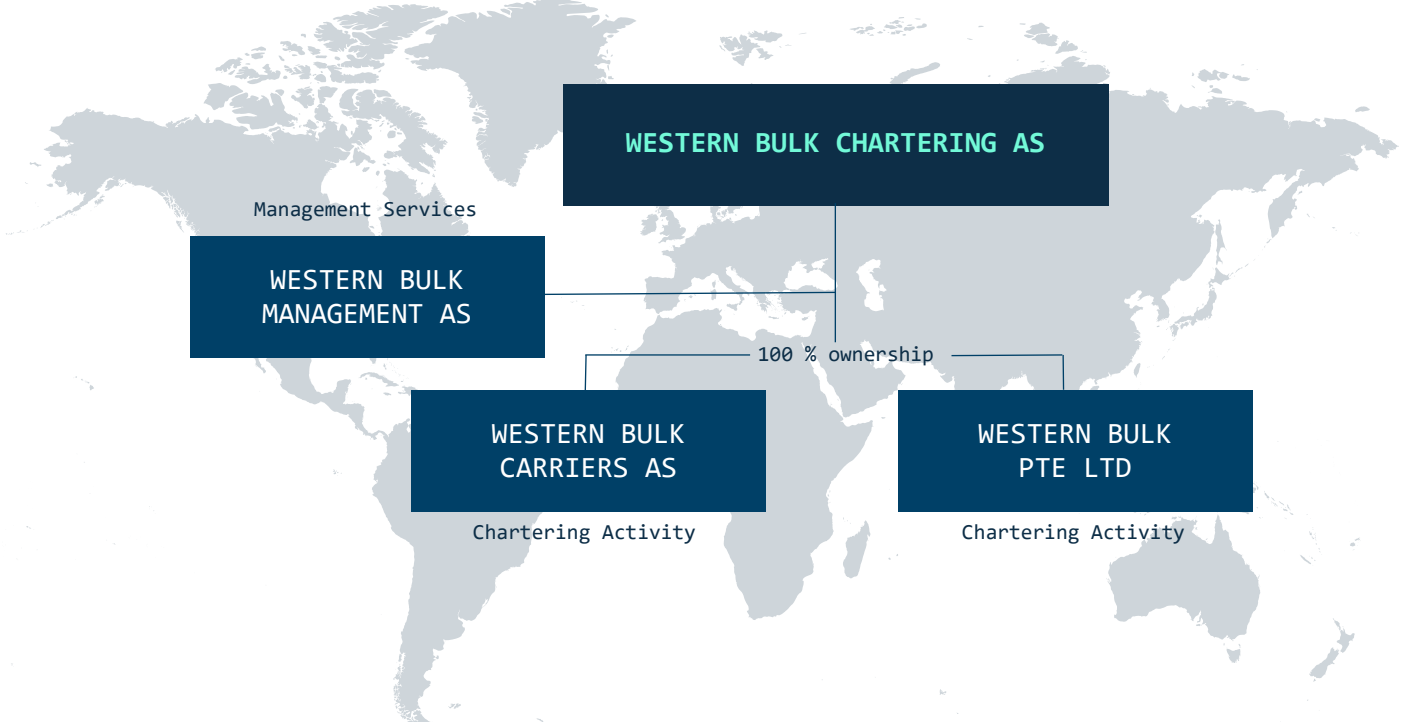 WESTERN BULK CHARTERING AS
Management Services
WESTERN BULK
MANAGEMENT AS
100 % ownership
WESTERN BULK
CARRIERS AS
Chartering Activity
WESTERN BULK
PTE LTD
Chartering Activity